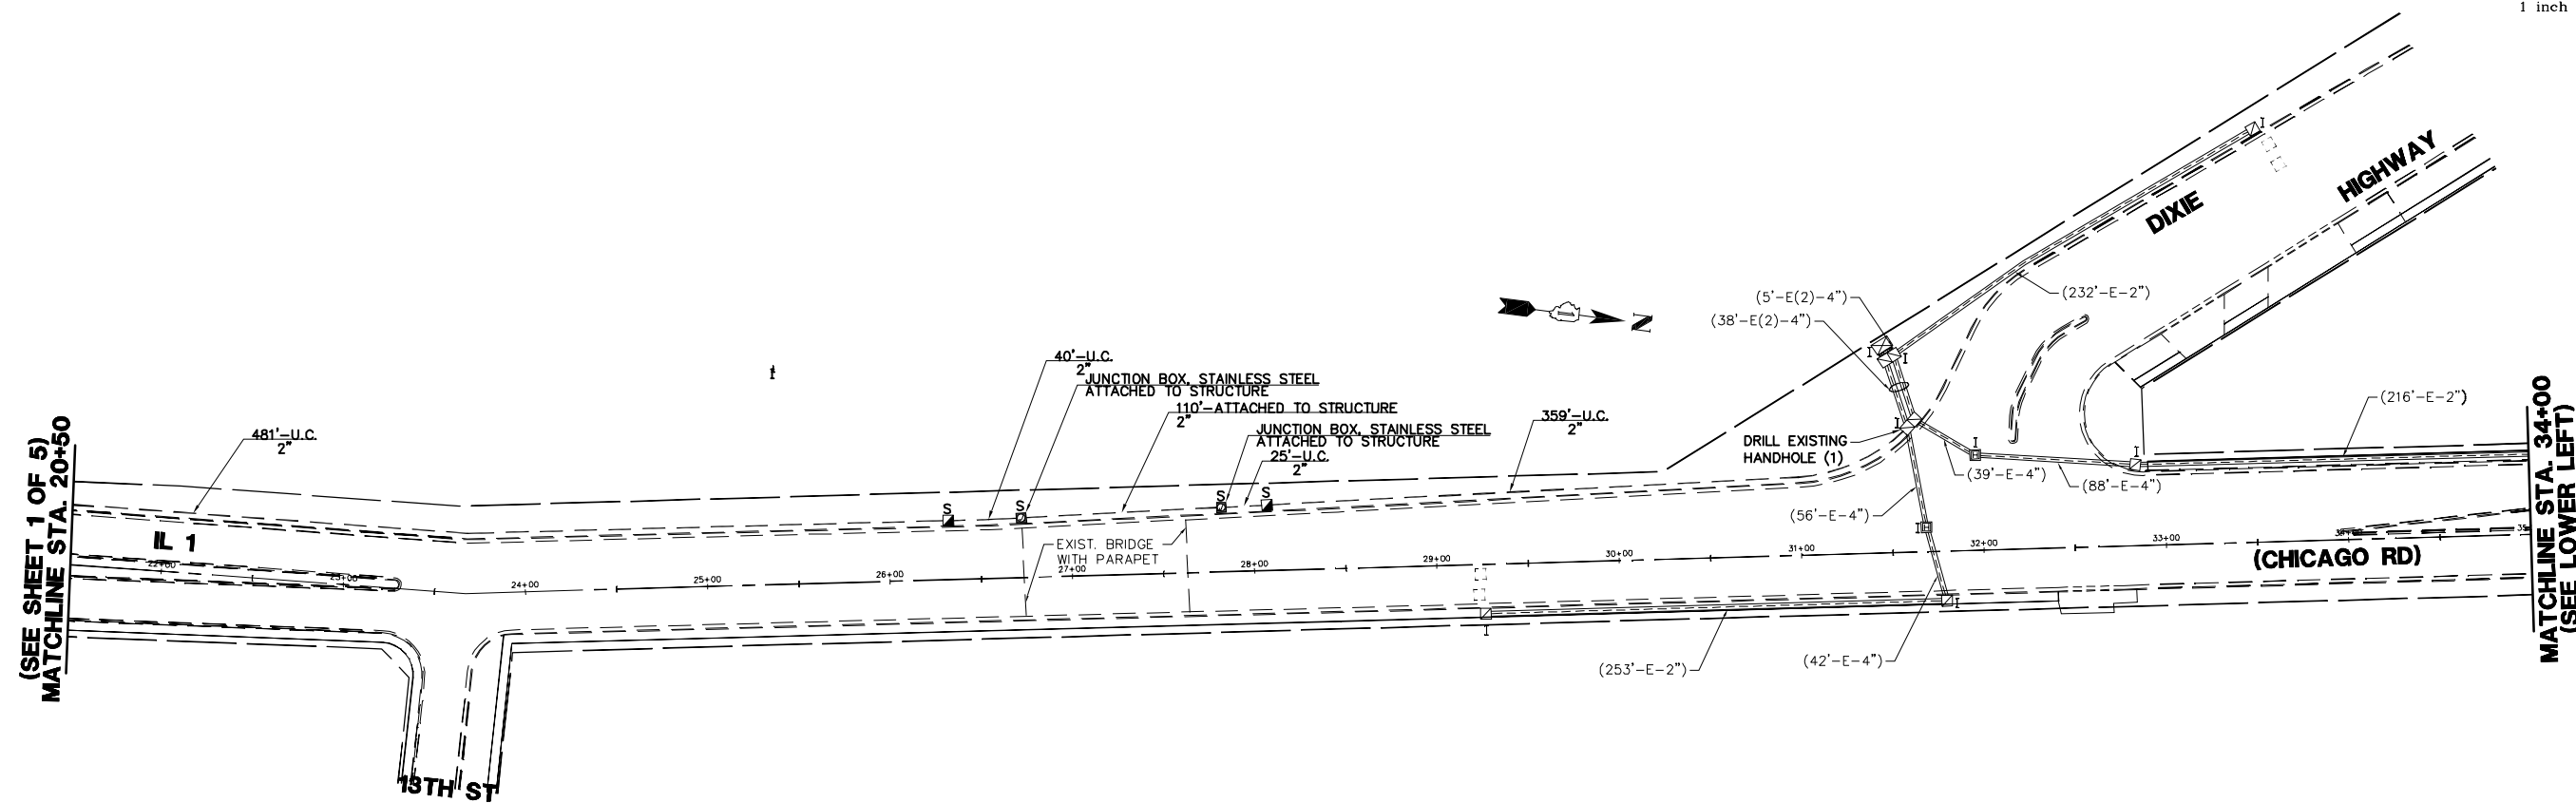 1 inch
HIGHWAY
DIXIE
(5'-E(2)-4")
(232'-E-2")
(38'-E(2)-4")
N
40'-U.C.
2"
JUNCTION BOX, STAINLESS STEEL
ATTACHED TO STRUCTURE
110'-ATTACHED TO STRUCTURE
2"
JUNCTION BOX, STAINLESS STEEL
ATTACHED TO STRUCTURE
25'-U.C.
2"
359'-U.C.
2"
481'-U.C.
2"
(216'-E-2")
DRILL EXISTING
HANDHOLE (1)
(39'-E-4")
(88'-E-4")
(56'-E-4")
S
S
S
S
I
I
I
I
I
I
I
I
I
(SEE SHEET 1 OF 5)
MATCHLINE STA. 20+50
IL 1
EXIST. BRIDGE
WITH PARAPET
22+00
23+00
24+00
25+00
26+00
27+00
28+00
29+00
30+00
31+00
32+00
33+00
34+00
35
(CHICAGO RD)
MATCHLINE STA. 34+00
(SEE LOWER LEFT)
(253'-E-2")
(42'-E-4")
13TH ST